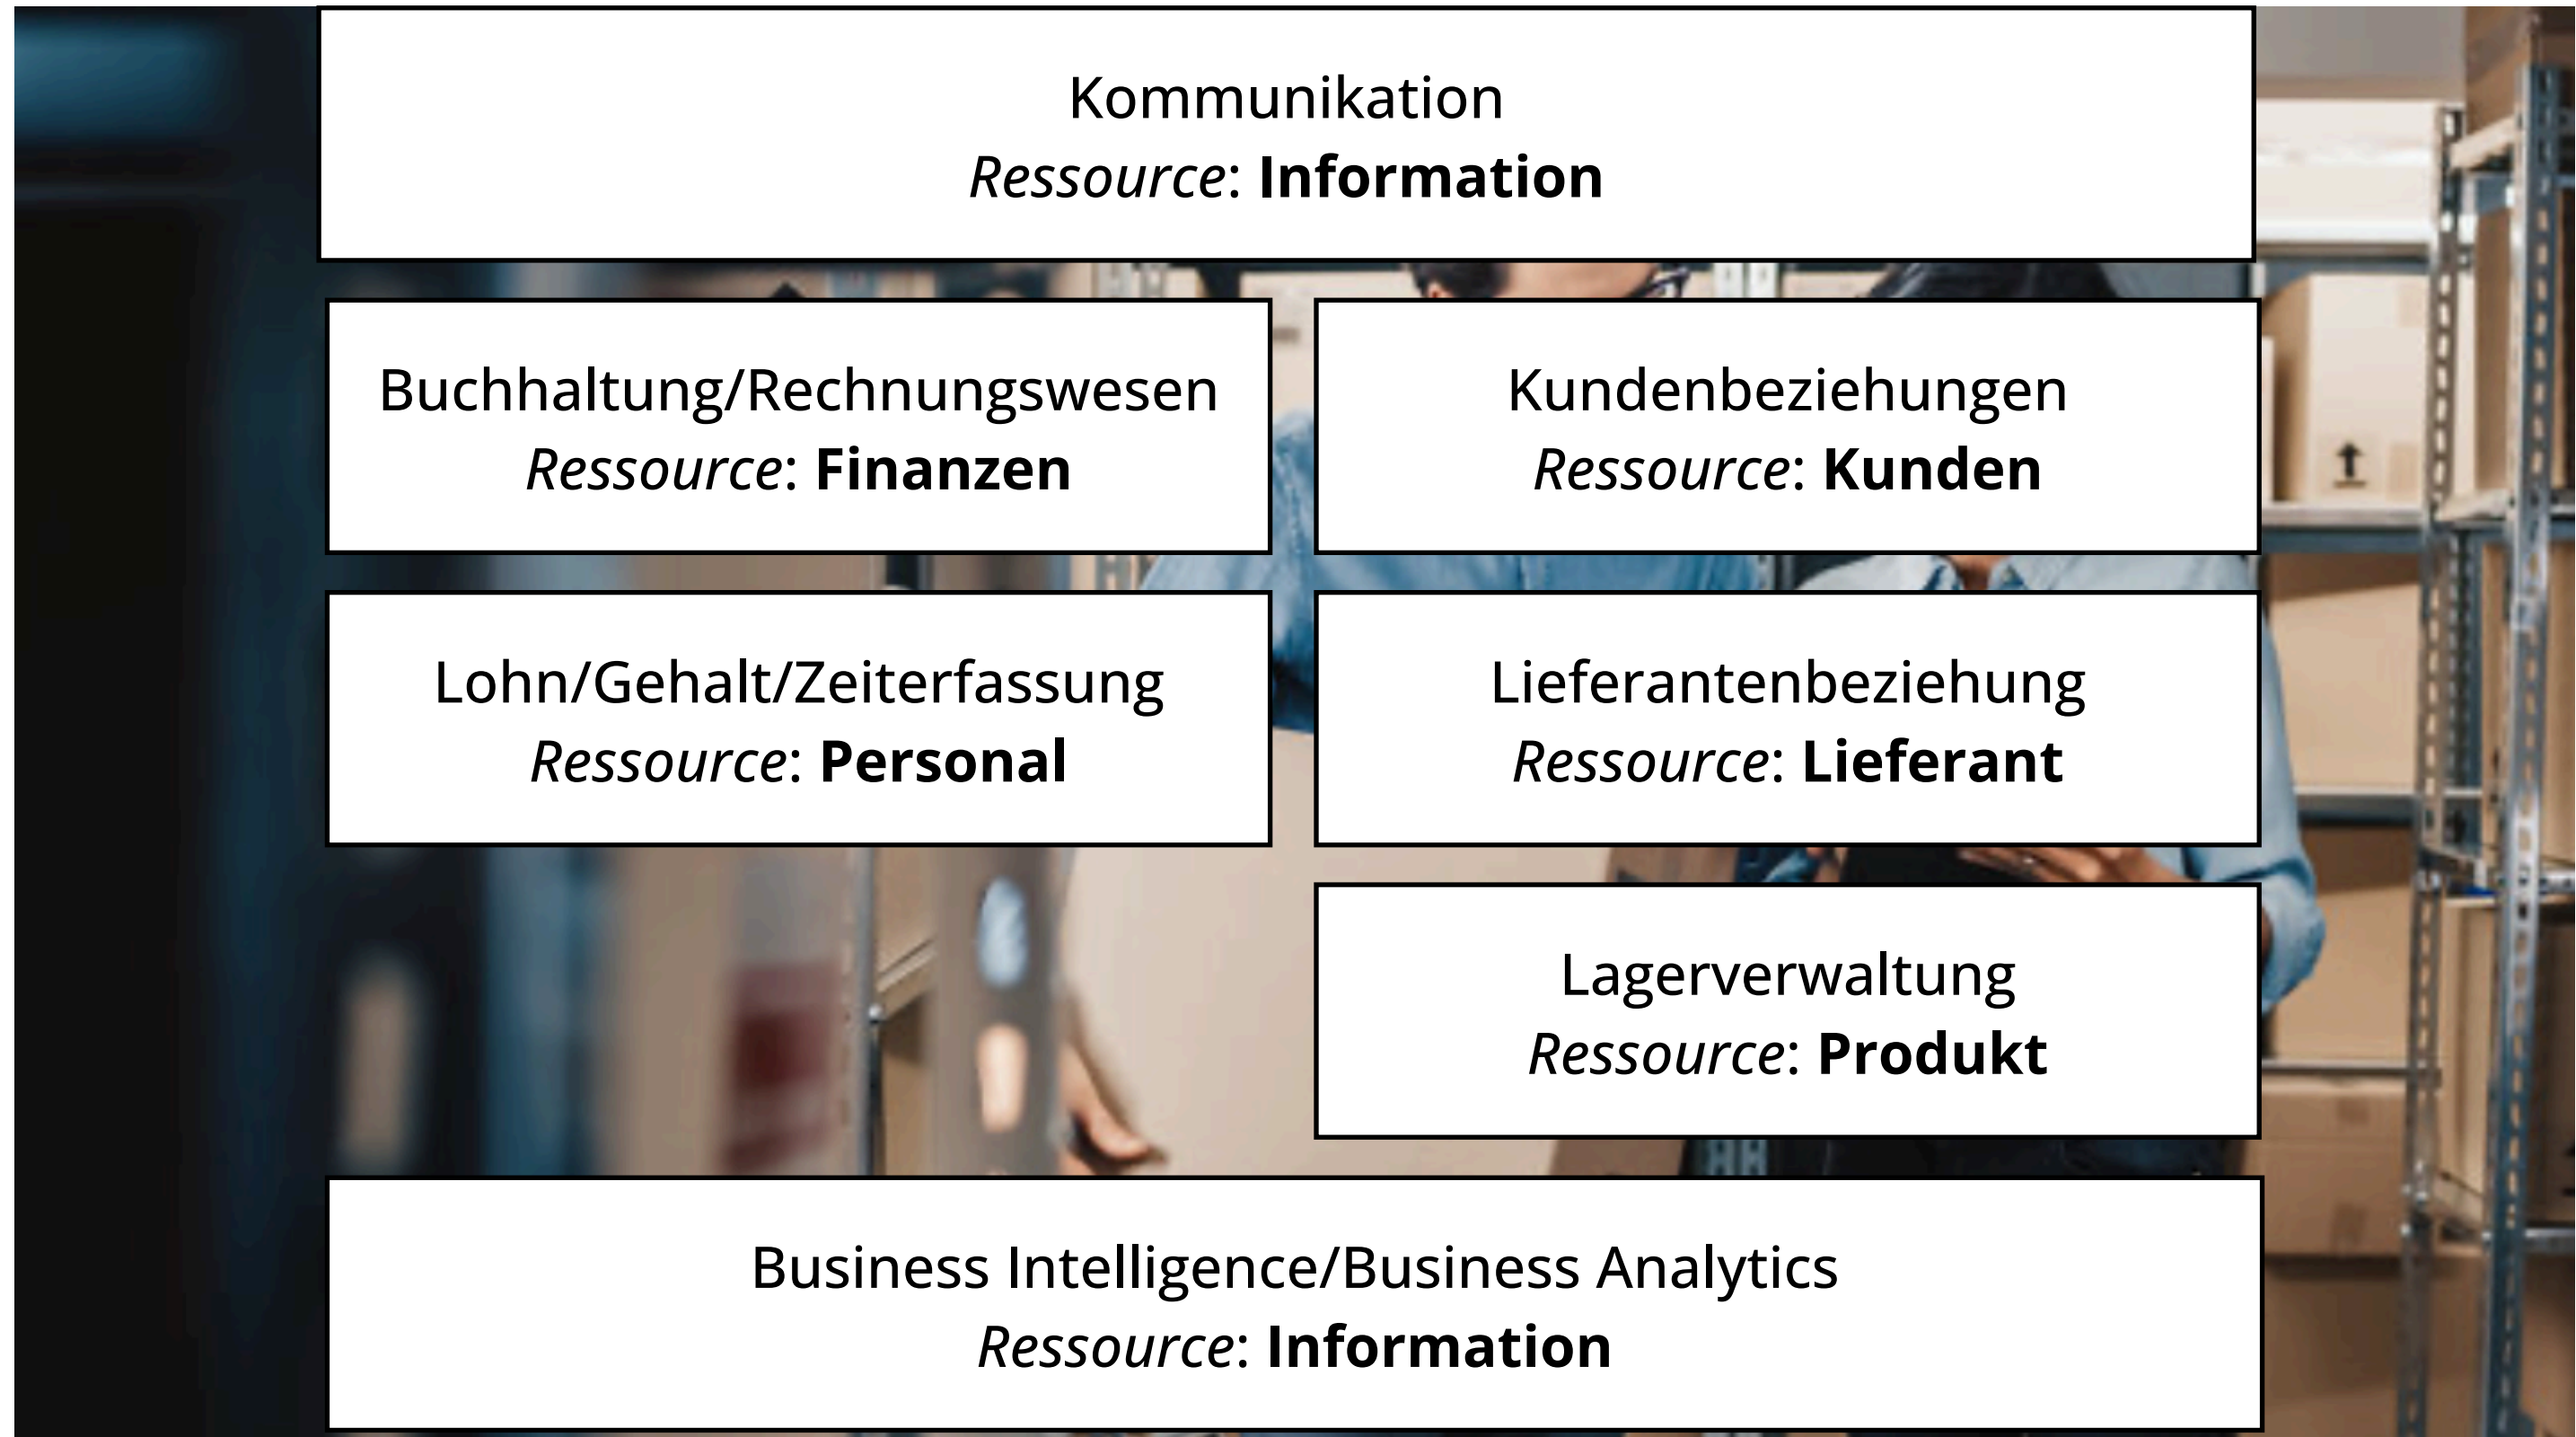 Kommunikation
Ressource: Information
Buchhaltung/Rechnungswesen
Ressource: Finanzen
Kundenbeziehungen
Ressource: Kunden
Lohn/Gehalt/Zeiterfassung
Ressource: Personal
Lieferantenbeziehung
Ressource: Lieferant
Lagerverwaltung
Ressource: Produkt
Business Intelligence/Business Analytics
Ressource: Information